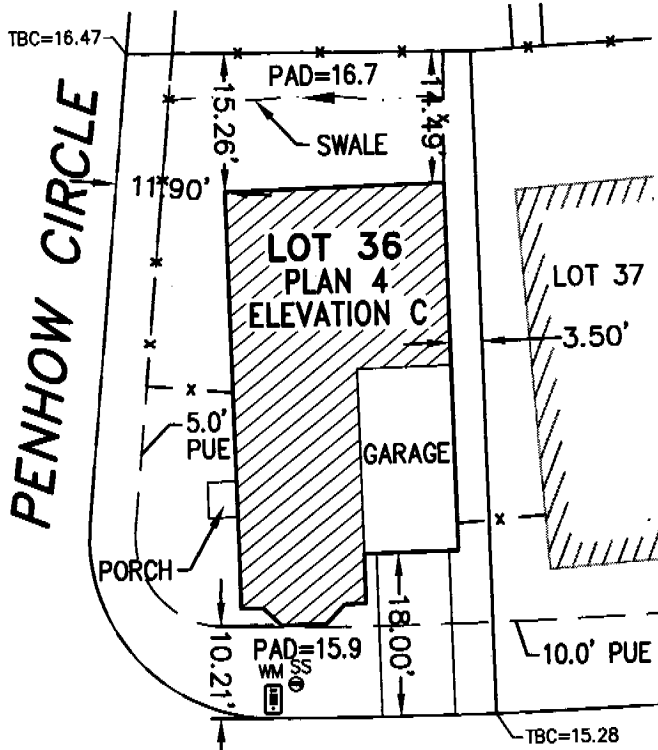 TBC=16.47
PAD=16.7
15.26'
14.49'
SWALE
PENHOW CIRCLE
11.90'
LOT 36
PLAN 4
ELEVATION C
LOT 37
3.50'
5.0'
PUE
GARAGE
PORCH
18.00'
10.21'
PAD=15.9
WM SS
10.0' PUE
TBC=15.28